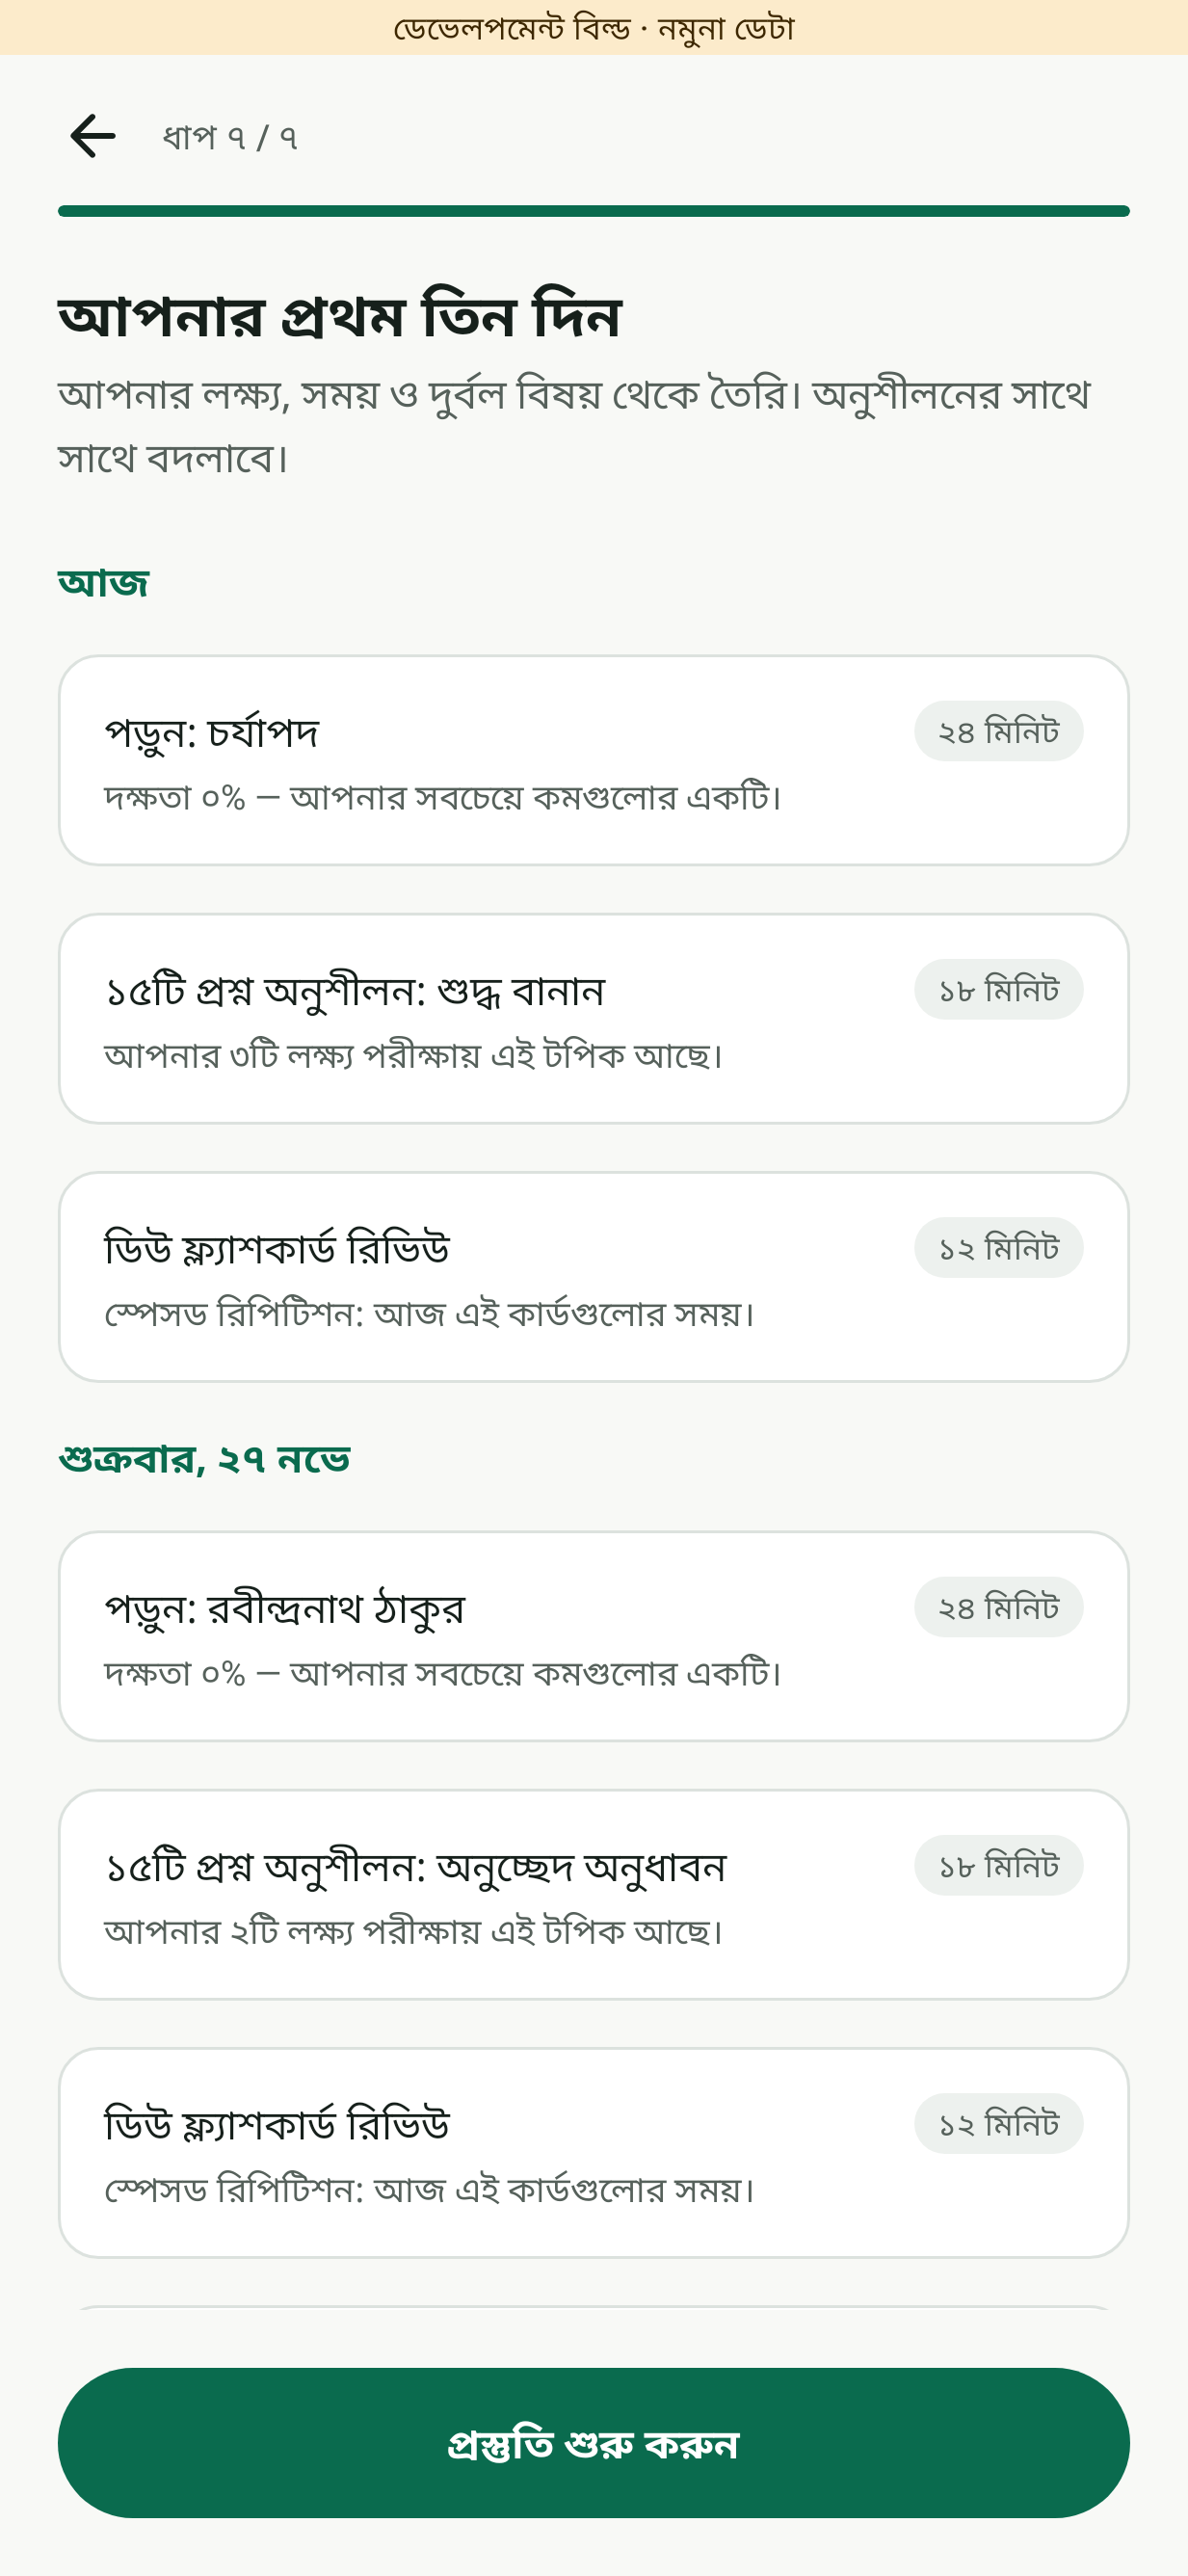 ডেভেলপমেন্ট বিল্ড · নমুনা ডেটা
ধাপ ৭ / ৭
আপনার প্রথম তিন দিন
আপনার লক্ষ্য, সময় ও দুর্বল বিষয় থেকে তৈরি। অনুশীলনের সাথে
সাথে বদলাবে।
আজ
পড়ুন: চর্যাপদ
২৪ মিনিট
দক্ষতা ০% — আপনার সবচেয়ে কমগুলোর একটি।
১৫টি প্রশ্ন অনুশীলন: শুদ্ধ বানান
১৮ মিনিট
আপনার ৩টি লক্ষ্য পরীক্ষায় এই টপিক আছে।
ডিউ ফ্ল্যাশকার্ড রিভিউ
১২ মিনিট
স্পেসড রিপিটিশন: আজ এই কার্ডগুলোর সময়।
শুক্রবার, ২৭ নভে
পড়ুন: রবীন্দ্রনাথ ঠাকুর
২৪ মিনিট
দক্ষতা ০% — আপনার সবচেয়ে কমগুলোর একটি।
১৫টি প্রশ্ন অনুশীলন: অনুচ্ছেদ অনুধাবন
১৮ মিনিট
আপনার ২টি লক্ষ্য পরীক্ষায় এই টপিক আছে।
ডিউ ফ্ল্যাশকার্ড রিভিউ
১২ মিনিট
স্পেসড রিপিটিশন: আজ এই কার্ডগুলোর সময়।
প্রস্তুতি শুরু করুন